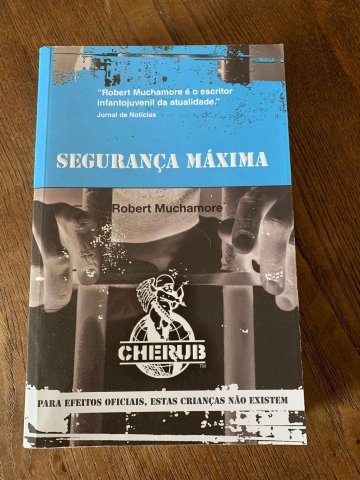 "Robert Muchamore é o escritor
infantojuvenil da atualidade."
Jornal de Notícias
SEGURANÇA MÁXIMA
Robert Muchamore
CHERUB
TM
PARA EFEITOS OFICIAIS, ESTAS CRIANÇAS NÃO EXISTEM